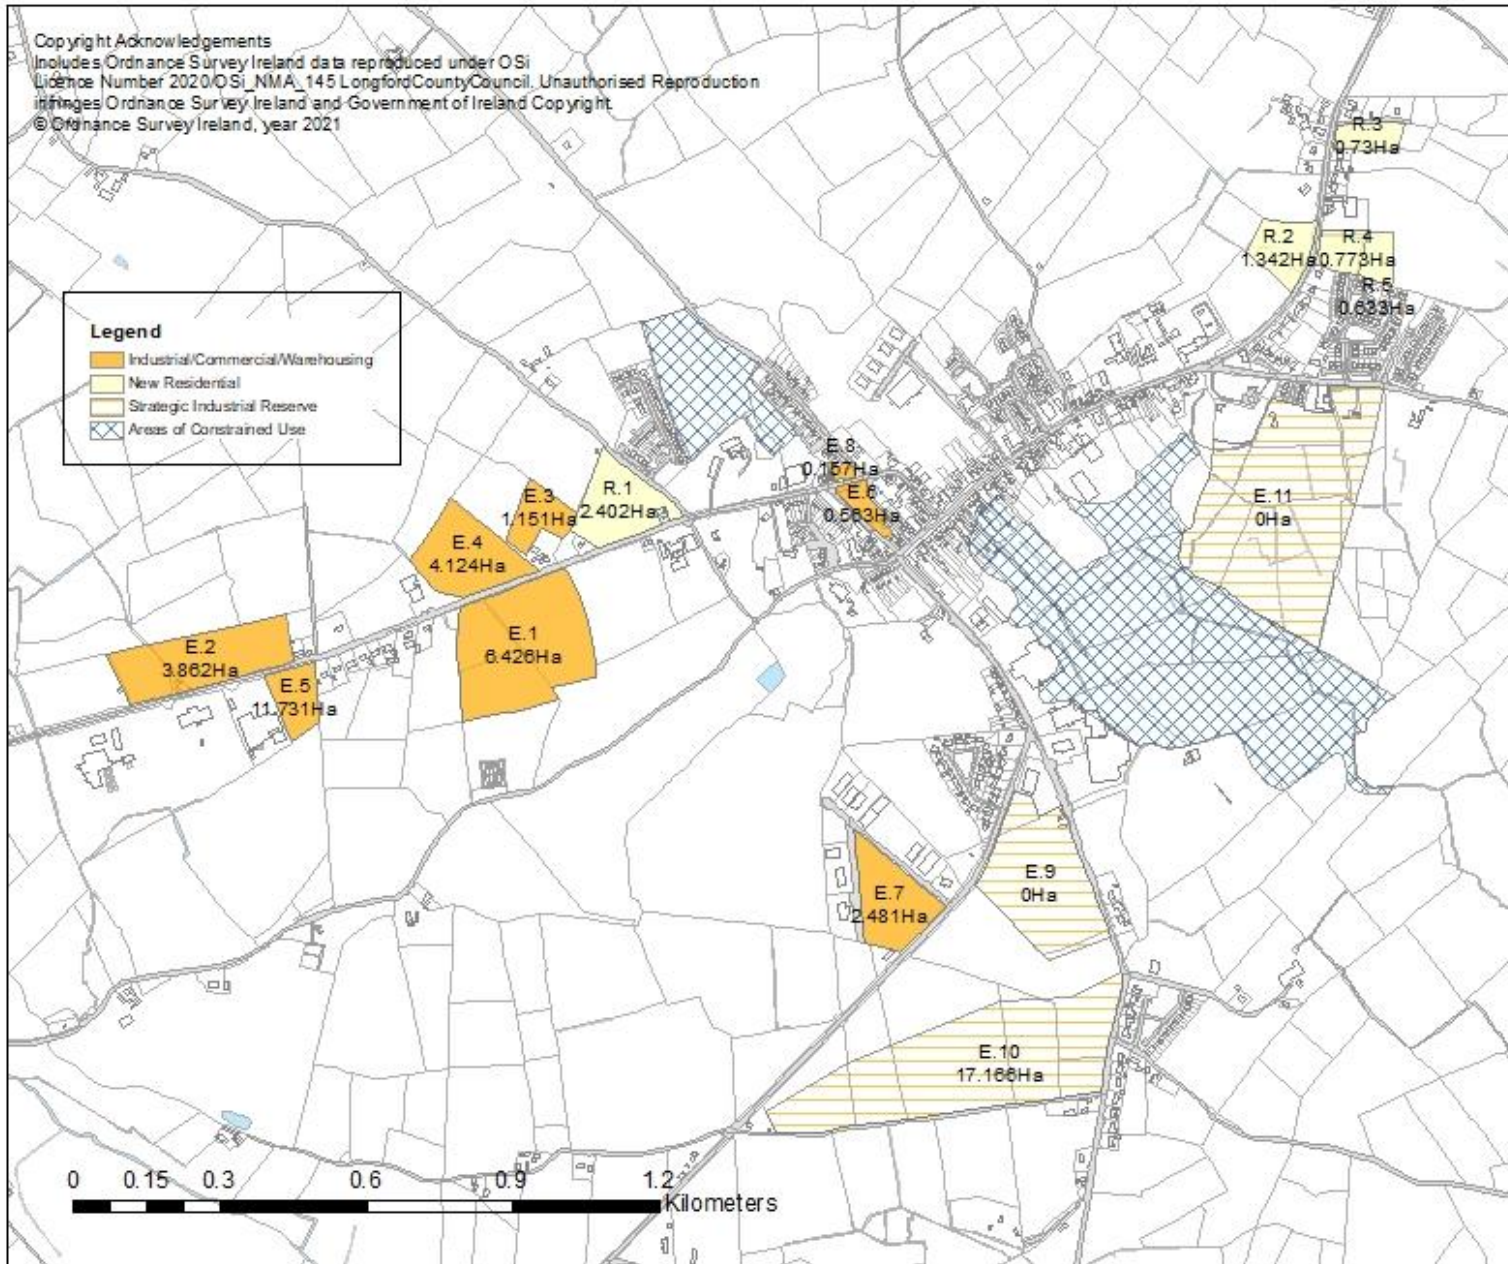 Copyright Acknowledgements
Includes Ordnance Survey Ireland data reproduced under OSi
Licence Number 2020/OSi_NMA_145 LongfordCountyCouncil. Unauthorised Reproduction
infringes Ordnance Survey Ireland and Government of Ireland Copyright.
© Ordnance Survey Ireland, year 2021
R.3
0.73Ha
R.2
1.342Ha
R.4
0.773Ha
R.5
0.633Ha
Legend
Industrial/Commercial/Warehousing
New Residential
Strategic Industrial Reserve
Areas of Constrained Use
E.8
0.157Ha
E.6
0.563Ha
R.1
2.402Ha
E.3
1.151Ha
E.11
0Ha
E.4
4.124Ha
E.1
6.426Ha
E.2
3.862Ha
E.5
11.731Ha
E.9
0Ha
E.7
2.481Ha
E.10
17.166Ha
0 0.15 0.3 0.6 0.9 1.2
Kilometers